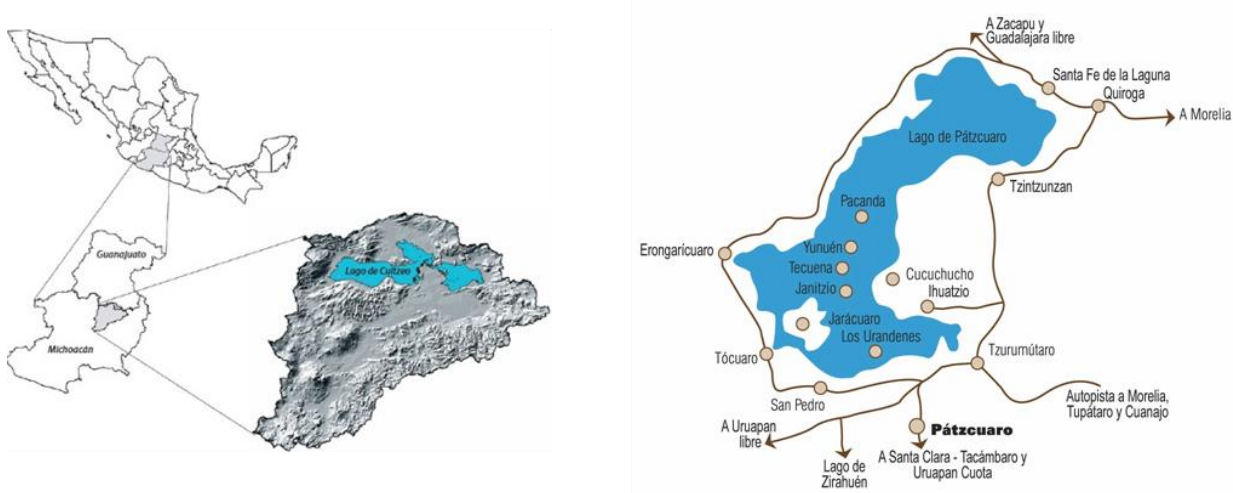 Guanajuato
Michoacán
Lago de Cuitzeo
A Zacapu y
Guadalajara libre
Santa Fe de la Laguna
Quiroga
A Morelia
Lago de Pátzcuaro
Tzintzunzan
Pacanda
Erongarícuaro
Yunuén
Tecuena
Cucuchucho
Janitzio
Ihuatzio
Jarácuaro
Los Urandenes
Tócuaro
Tzurumútaro
San Pedro
Autopista a Morelia,
Tupátaro y Cuanajo
A Uruapan
libre
Pátzcuaro
Lago de
Zirahuén
A Santa Clara - Tacámbaro y
Uruapan Cuota